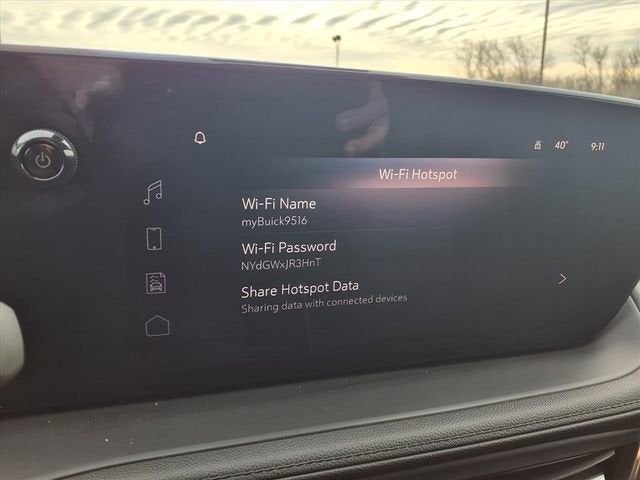 40° 9:11
Wi-Fi Hotspot
Wi-Fi Name
myBuick9516
Wi-Fi Password
NYdGWxJR3HnT
Share Hotspot Data
Sharing data with connected devices